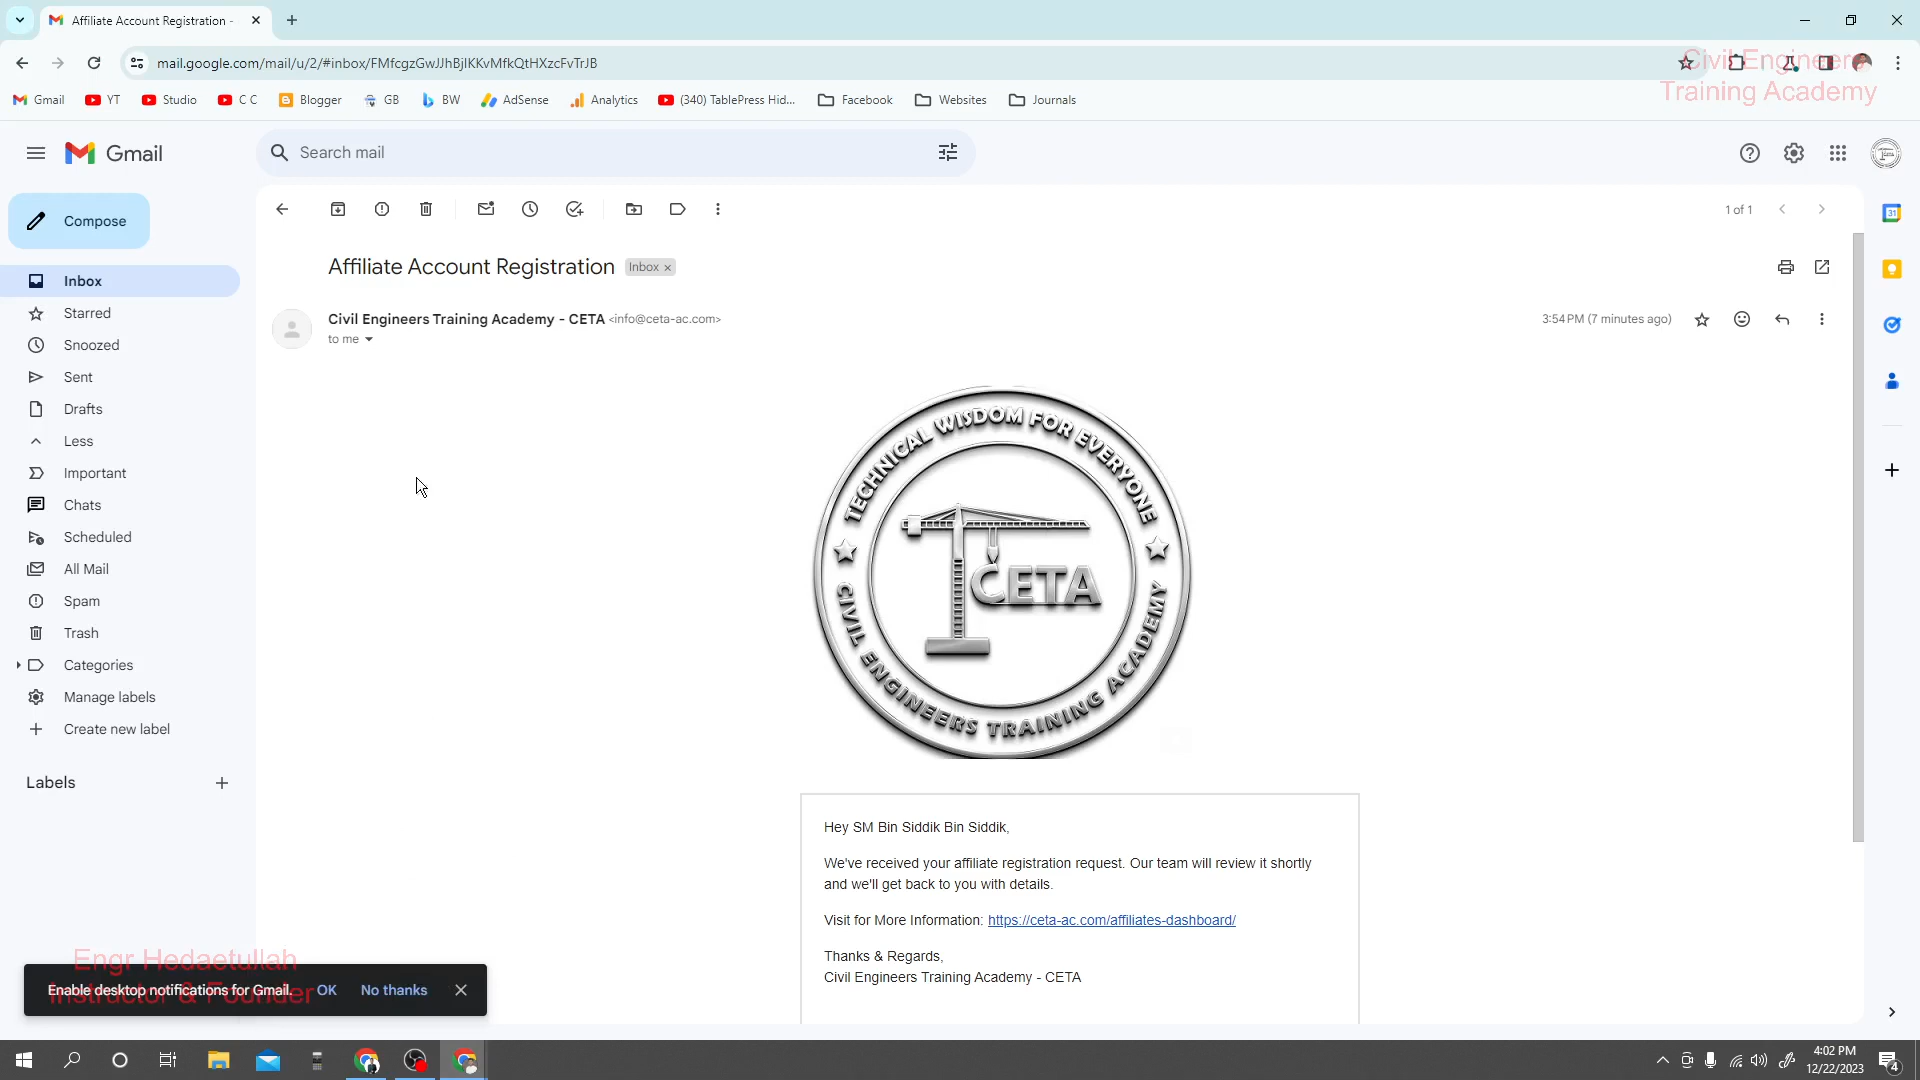 Affiliate Account Registration -
mail.google.com/mail/u/2/#inbox/FMfcgzGwJJhBjlKKvMfkQtHXzcFvTrJB
Civil Engineers
Training Academy
Gmail
YT
Studio
C C
Blogger
GB
BW
AdSense
Analytics
(340) TablePress Hid...
Facebook
Websites
Journals
Gmail
Search mail
Compose
1 of 1
Inbox
Starred
Snoozed
Sent
Drafts
Less
Important
Chats
Scheduled
All Mail
Spam
Trash
Categories
Manage labels
Create new label
Labels
Affiliate Account Registration Inbox ×
Civil Engineers Training Academy - CETA <info@ceta-ac.com>
3:54 PM (7 minutes ago)
to me
TECHNICAL WISDOM FOR EVERYONE
CETA
CIVIL ENGINEERS TRAINING ACADEMY
Hey SM Bin Siddik Bin Siddik,
We've received your affiliate registration request. Our team will review it shortly
and we'll get back to you with details.
Visit for More Information: https://ceta-ac.com/affiliates-dashboard/
Thanks & Regards,
Civil Engineers Training Academy - CETA
Engr Hedaetullah
Instructor & Founder
Enable desktop notifications for Gmail. OK No thanks
31
4:02 PM
12/22/2023
4